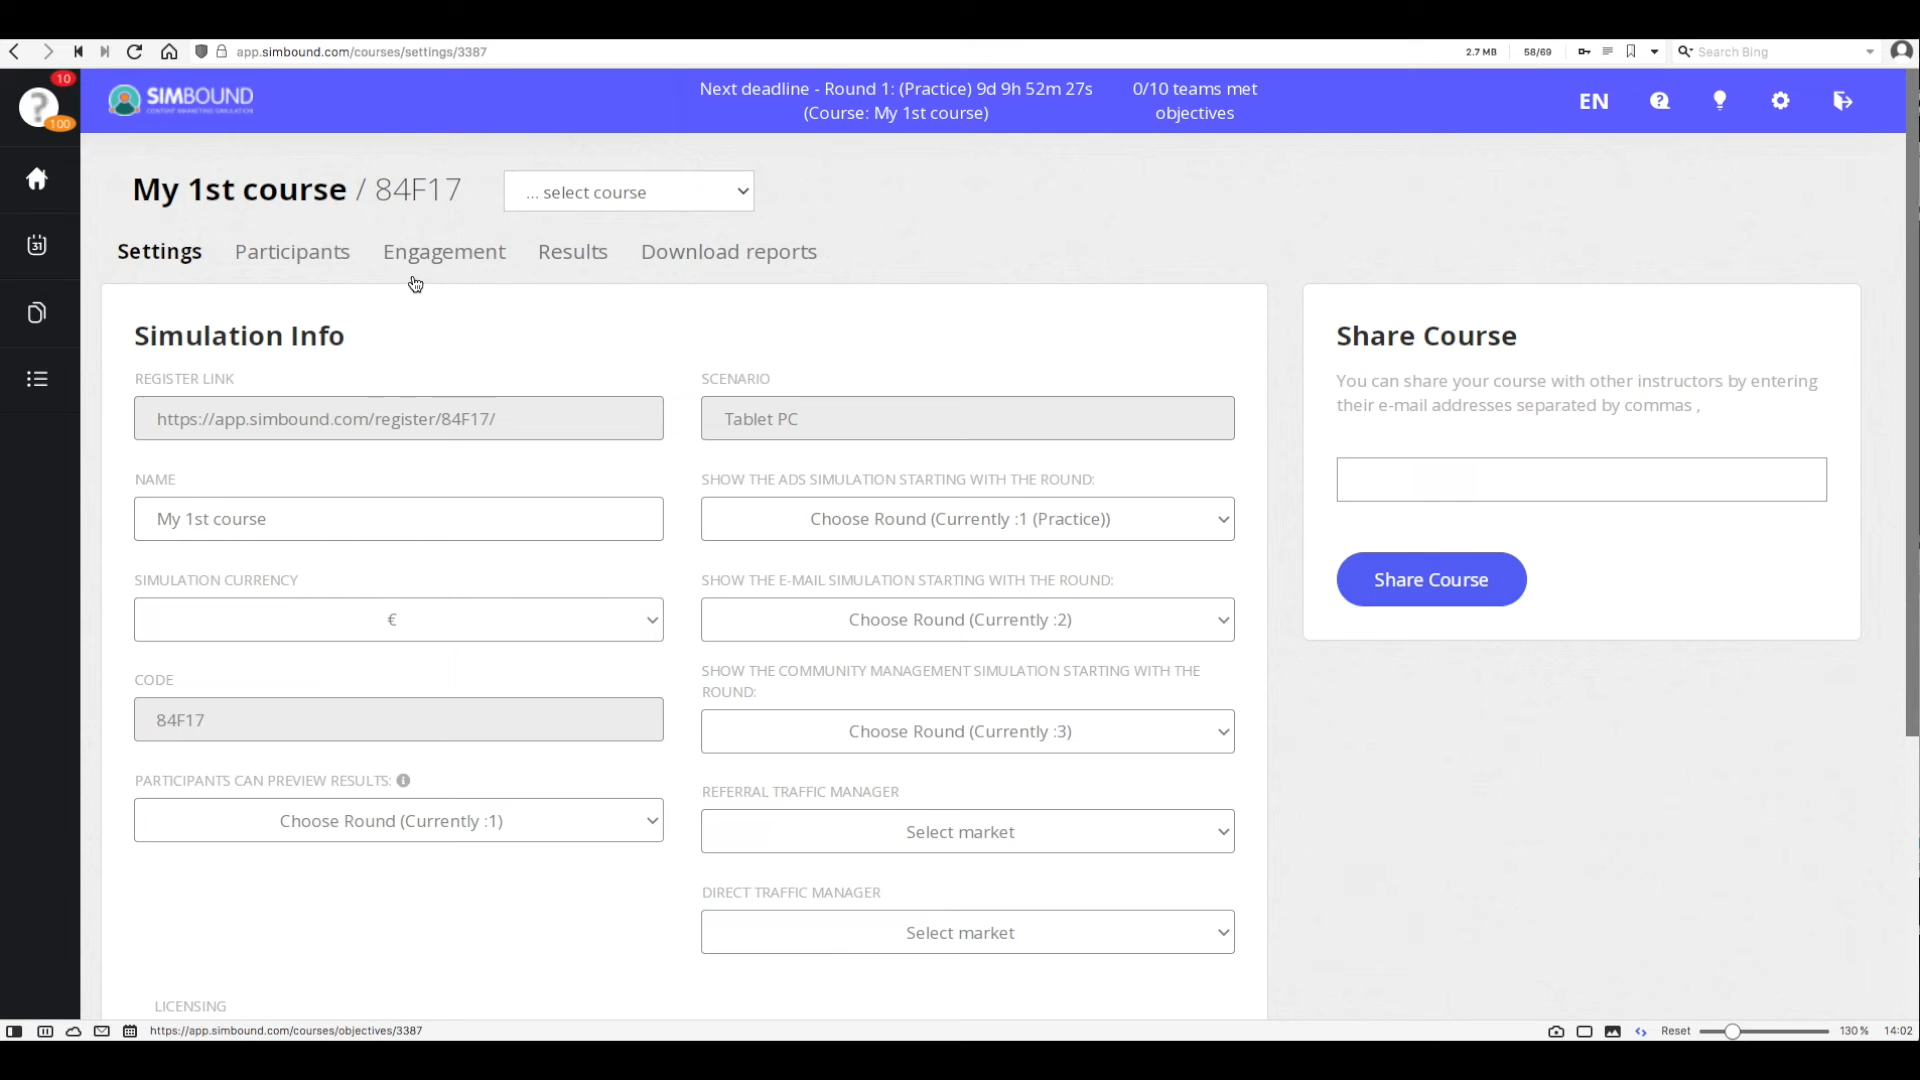 app.simbound.com/courses/settings/3387
2.7 MB
58/69
Search Bing
10
?
100
SIMBOUND
CONTENT MARKETING SIMULATION
Next deadline - Round 1: (Practice) 9d 9h 52m 27s
(Course: My 1st course)
0/10 teams met
objectives
EN
My 1st course / 84F17
... select course
31
Settings
Participants
Engagement
Results
Download reports
Simulation Info
REGISTER LINK
https://app.simbound.com/register/84F17/
NAME
My 1st course
SIMULATION CURRENCY
€
CODE
84F17
PARTICIPANTS CAN PREVIEW RESULTS:
Choose Round (Currently :1)
SCENARIO
Tablet PC
SHOW THE ADS SIMULATION STARTING WITH THE ROUND:
Choose Round (Currently :1 (Practice))
SHOW THE E-MAIL SIMULATION STARTING WITH THE ROUND:
Choose Round (Currently :2)
SHOW THE COMMUNITY MANAGEMENT SIMULATION STARTING WITH THE
ROUND:
Choose Round (Currently :3)
REFERRAL TRAFFIC MANAGER
Select market
DIRECT TRAFFIC MANAGER
Select market
LICENSING
Share Course
You can share your course with other instructors by entering
their e-mail addresses separated by commas ,
Share Course
https://app.simbound.com/courses/objectives/3387
Reset
130 %
14:02